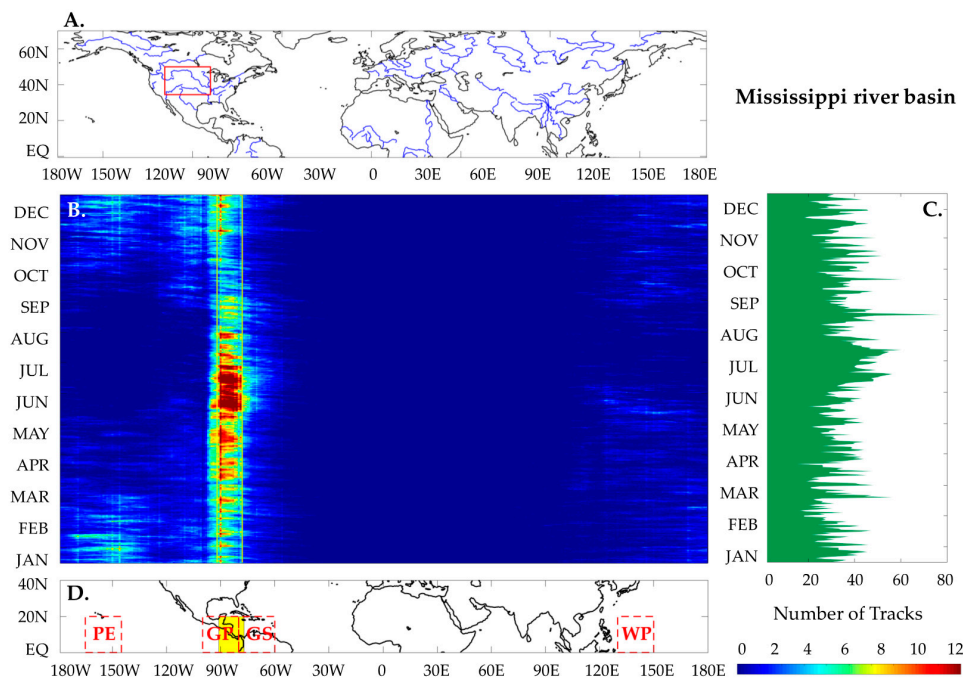 A.
60N
40N
20N
EQ
180W 150W 120W 90W 60W 30W 0 30E 60E 90E 120E 150E 180E
Mississippi river basin
B.
DEC
NOV
OCT
SEP
AUG
JUL
JUN
MAY
APR
MAR
FEB
JAN
C.
DEC
NOV
OCT
SEP
AUG
JUL
JUN
MAY
APR
MAR
FEB
JAN
0 20 40 60 80
Number of Tracks
0 2 4 6 8 10 12
D.
40N
20N
EQ
PE GS WP
180W 150W 120W 90W 60W 30W 0 30E 60E 90E 120E 150E 180